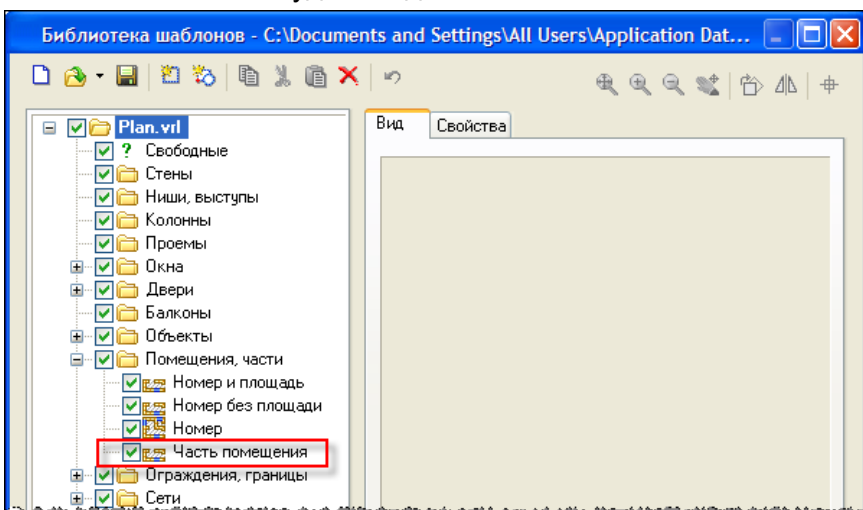 Библиотека шаблонов - C:\Documents and Settings\All Users\Application Dat...
Вид Свойства
Plan.vrl
? Свободные
Стены
Ниши, выступы
Колонны
Проемы
Окна
Двери
Балконы
Объекты
Помещения, части
Номер и площадь
Номер без площади
Номер
Часть помещения
Ограждения, границы
Сети